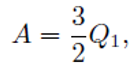 A = \frac{3}{2} Q_1,